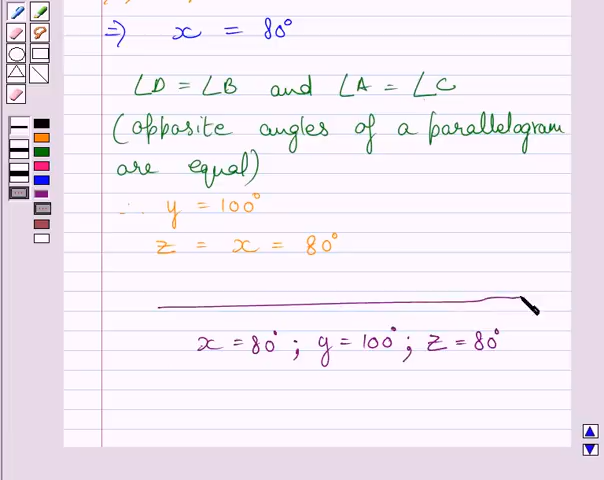 ⇒ x = 80°
∠D = ∠B and ∠A = ∠C
(opposite angles of a parallelogram
are equal)
∴ y = 100°
z = x = 80°
x = 80° ; y = 100° ; z = 80°